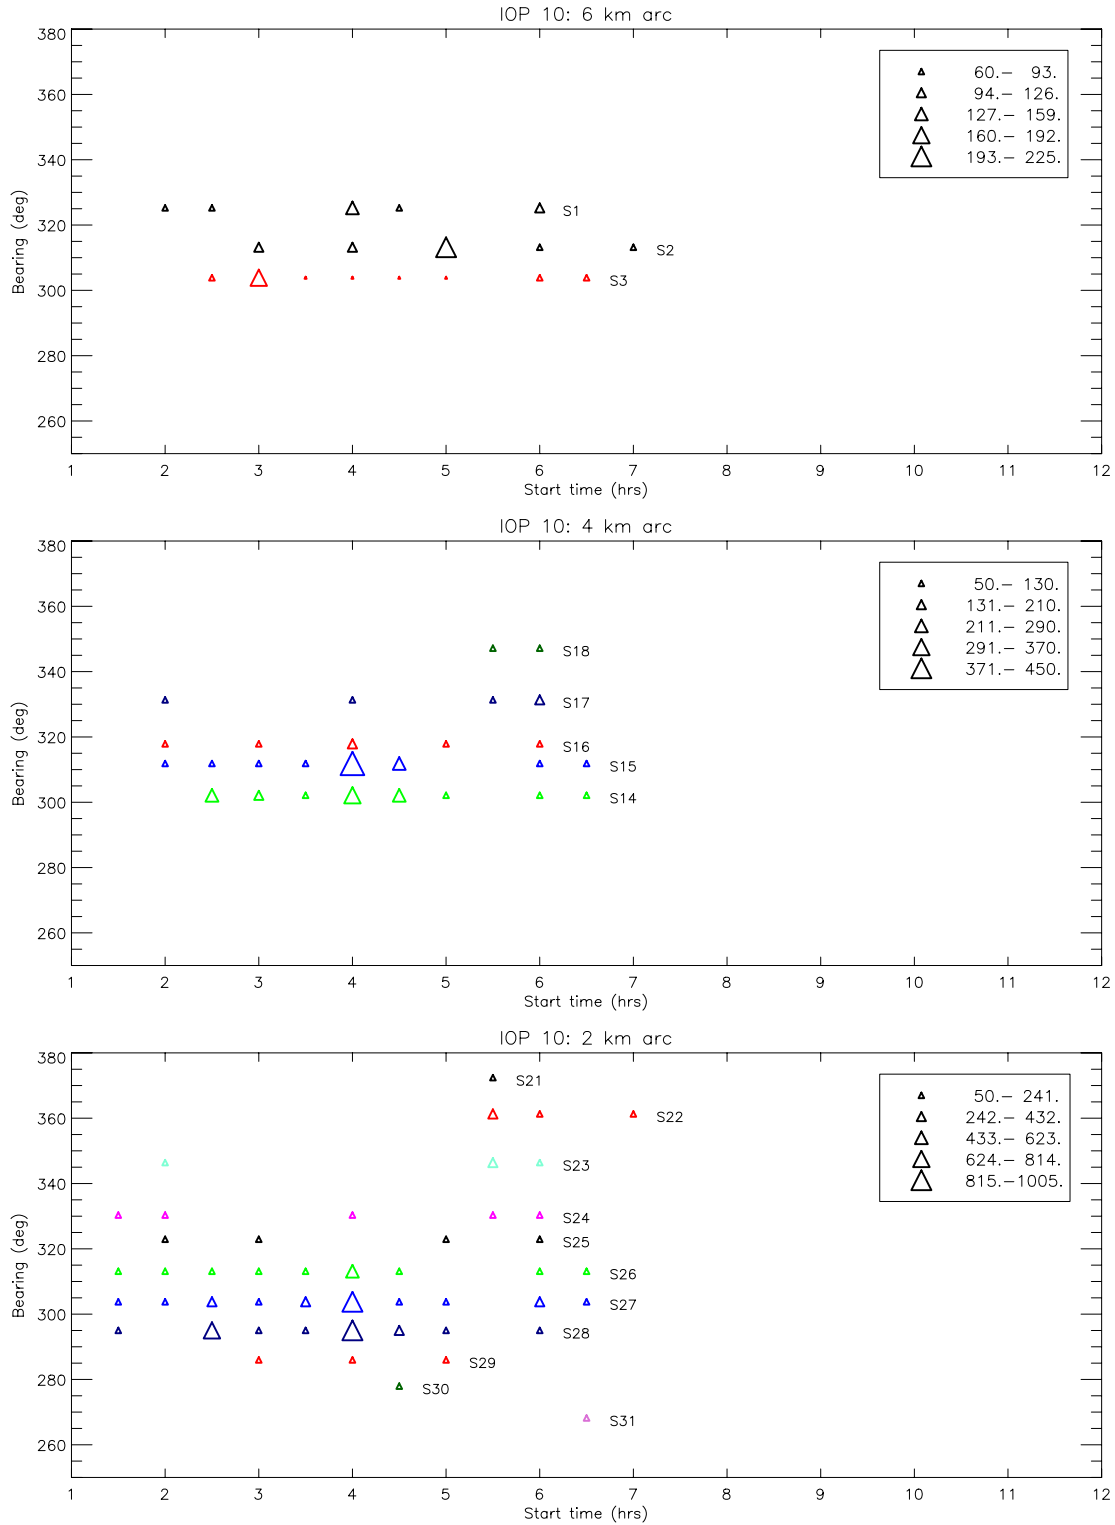 IOP 10: 6 km arc
380
60.– 93.
360
94.– 126.
127.– 159.
160.– 192.
340
193.– 225.
Bearing (deg)
320
S1
S2
300
S3
280
260
1 2 3 4 5 6 7 8 9 10 11 12
Start time (hrs)
IOP 10: 4 km arc
380
50.– 130.
360
131.– 210.
211.– 290.
291.– 370.
340
371.– 450.
S18
Bearing (deg)
S17
320
S16
S15
300
S14
280
260
1 2 3 4 5 6 7 8 9 10 11 12
Start time (hrs)
IOP 10: 2 km arc
380
S21
50.– 241.
360
S22
242.– 432.
433.– 623.
624.– 814.
340
815.–1005.
S23
Bearing (deg)
S24
320
S25
S26
300
S27
S28
S29
280
S30
S31
260
1 2 3 4 5 6 7 8 9 10 11 12
Start time (hrs)